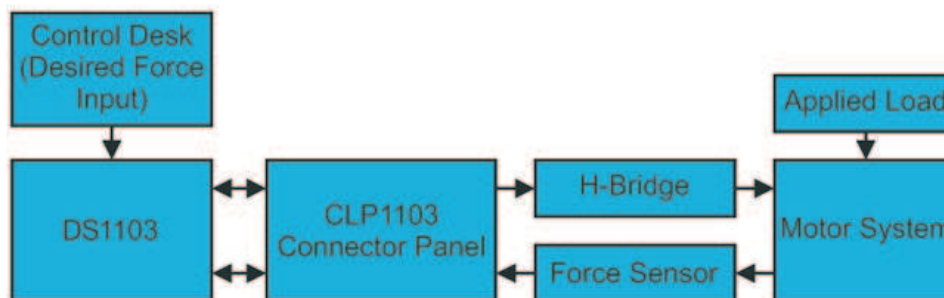 Control Desk
(Desired Force
Input)
Applied Load
DS1103
CLP1103
Connector Panel
H-Bridge
Force Sensor
Motor System